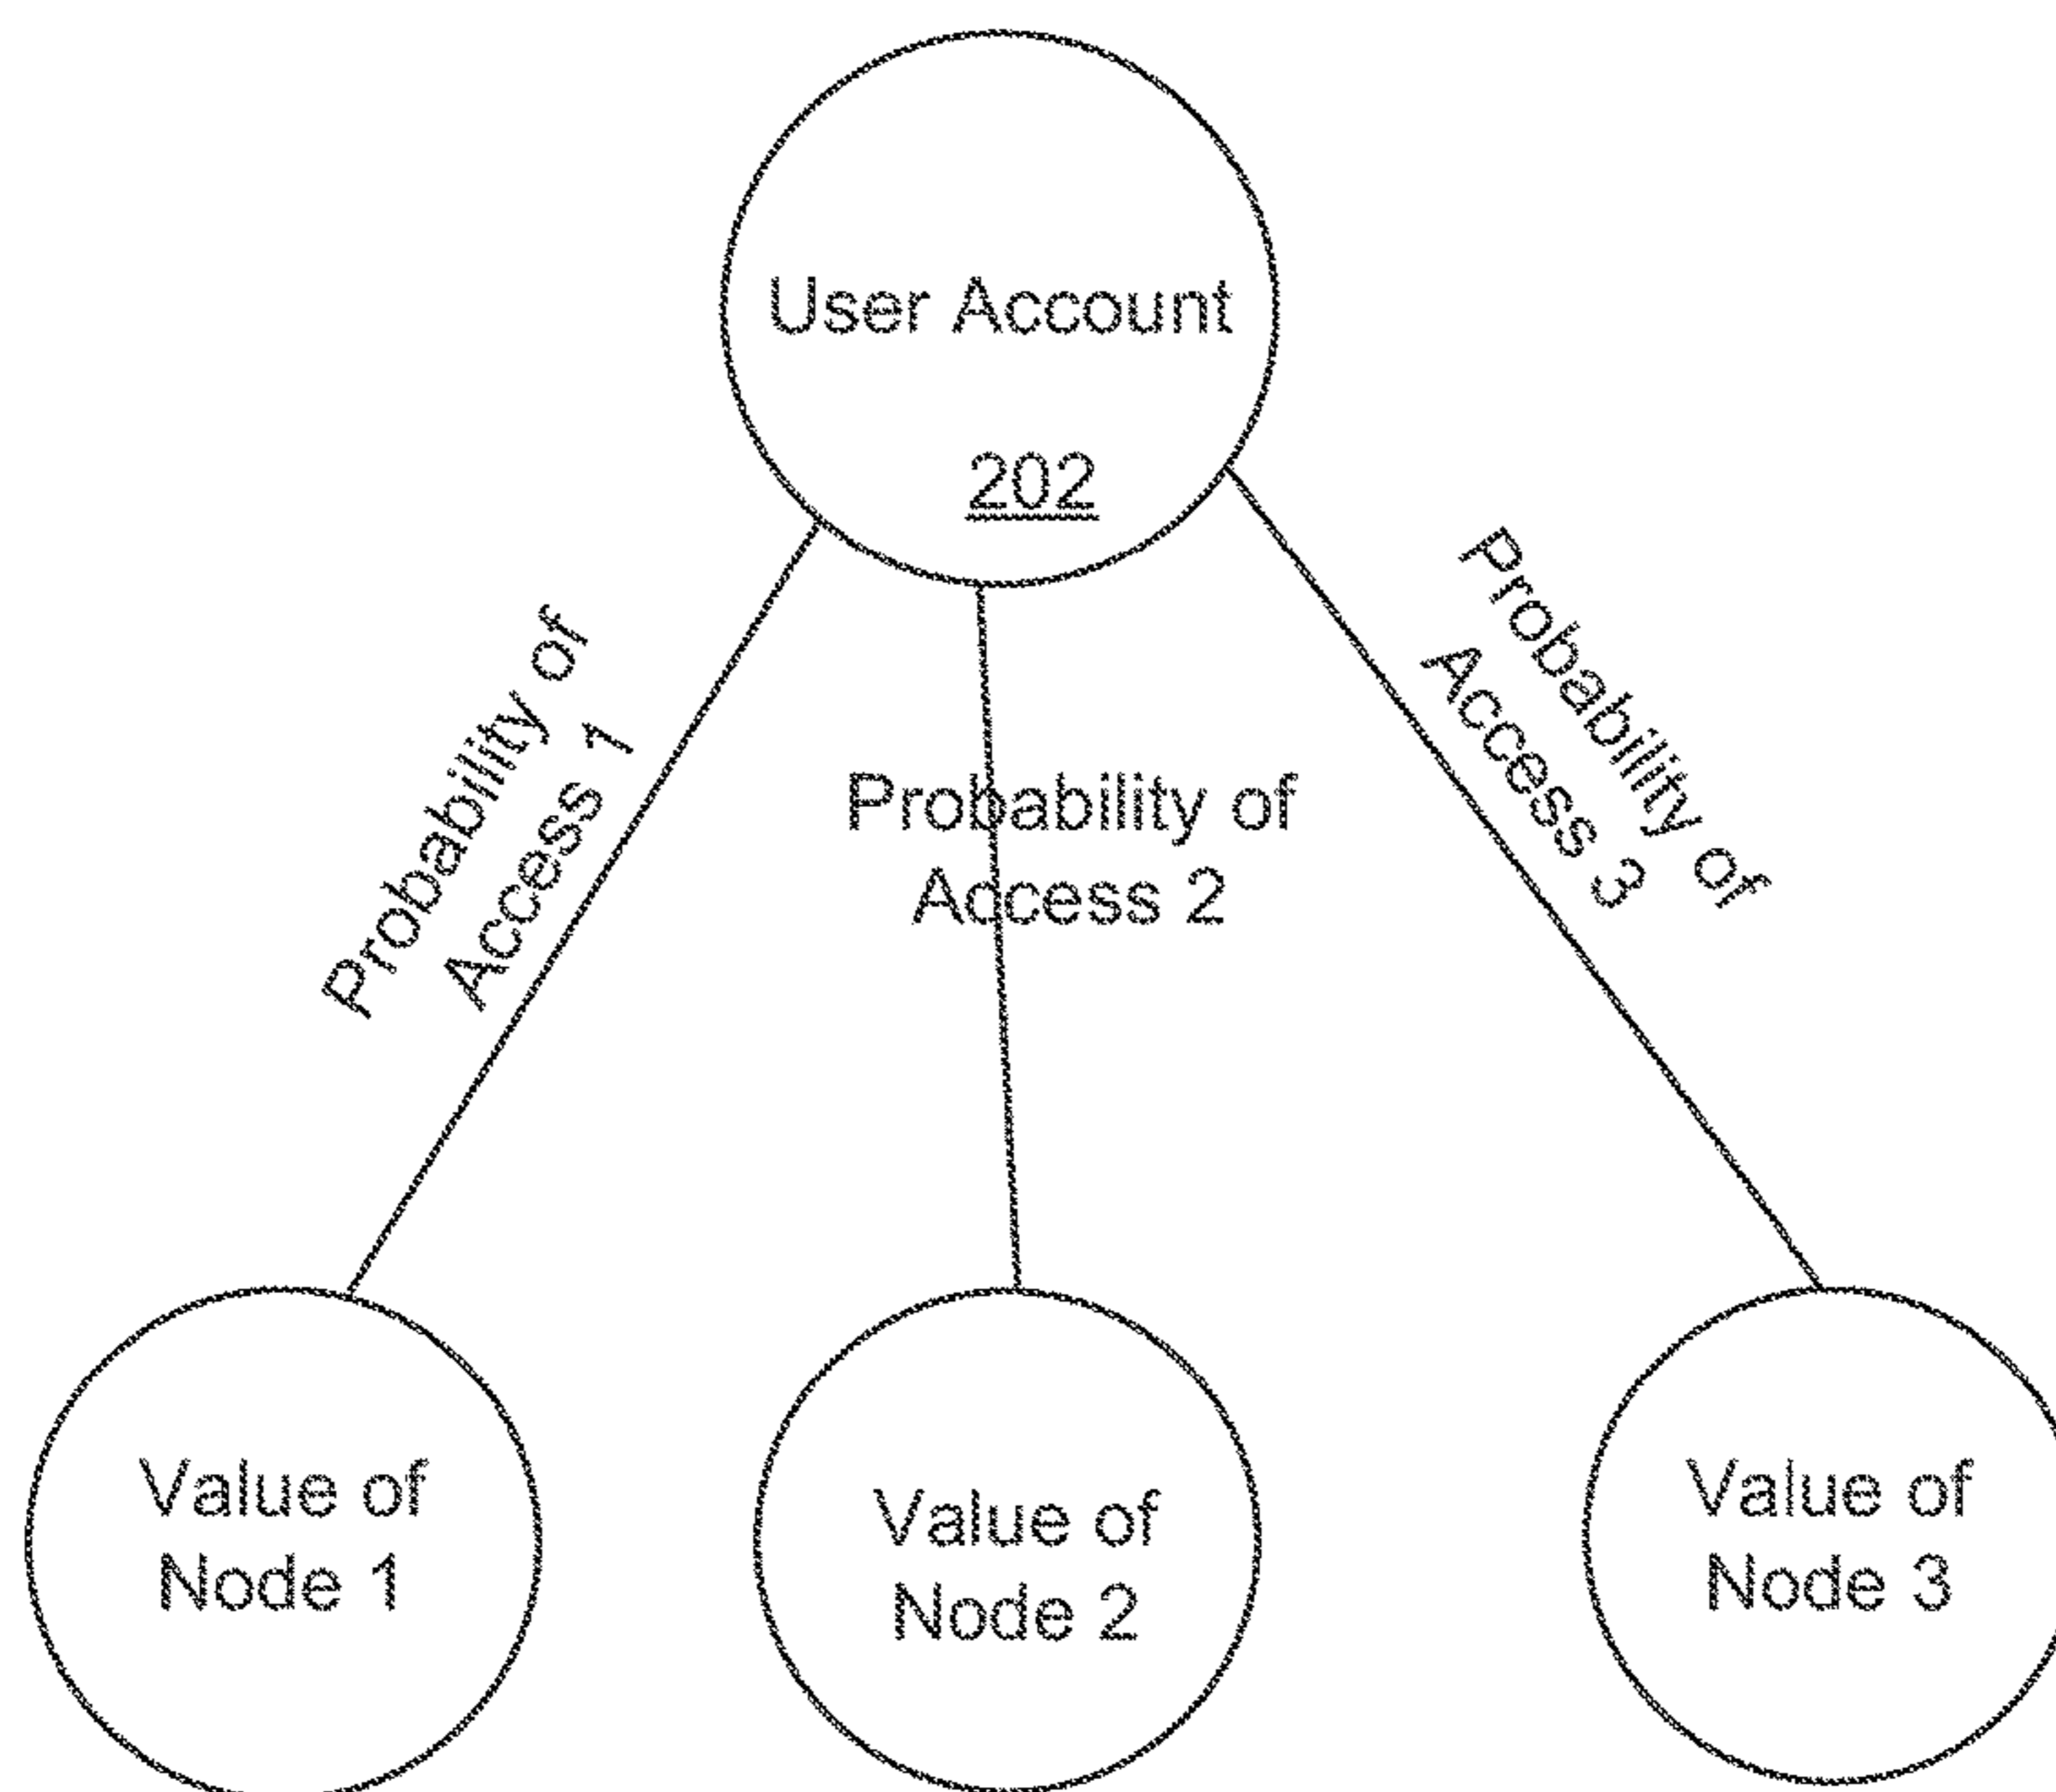 User Account
202
Probability of
Access 1
Probability of
Access 2
Probability of
Access 3
Value of
Node 1
Value of
Node 2
Value of
Node 3